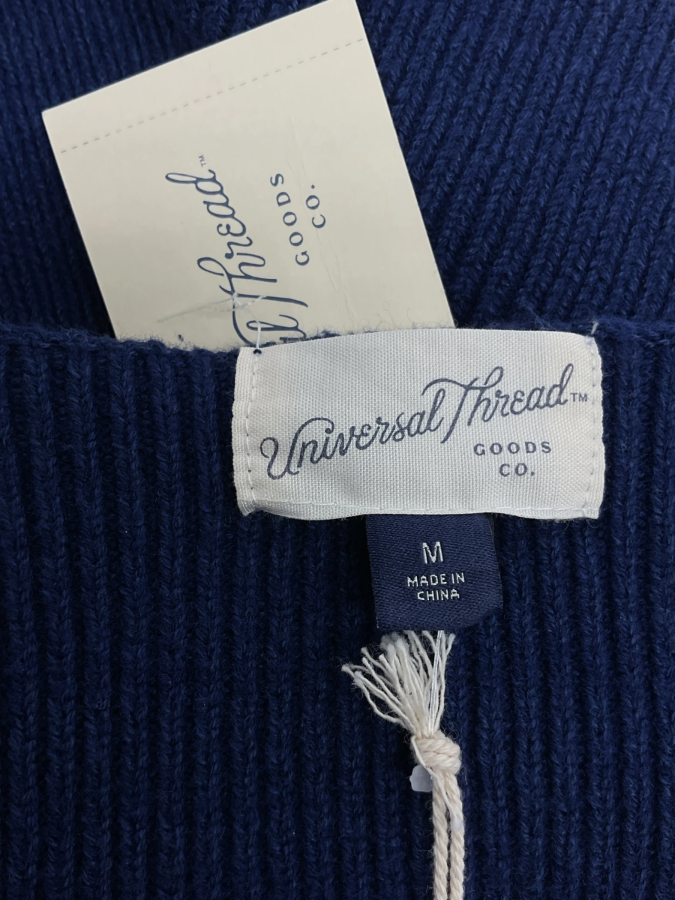 Thread™
GOODS
CO.
Universal Thread™
GOODS
CO.
M
MADE IN
CHINA